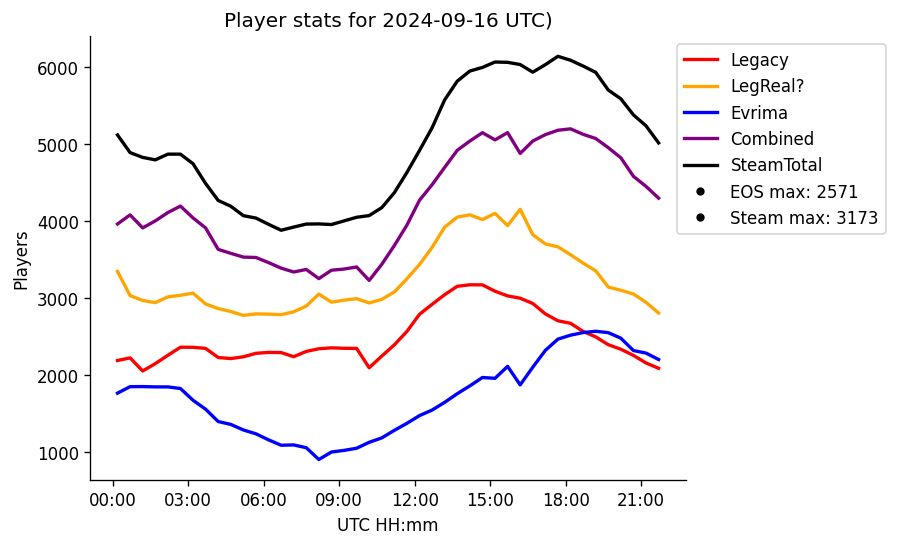 Player stats for 2024-09-16 UTC)
Legacy
LegReal?
Evrima
Combined
SteamTotal
EOS max: 2571
Steam max: 3173
Players
6000
5000
4000
3000
2000
1000
00:00 03:00 06:00 09:00 12:00 15:00 18:00 21:00
UTC HH:mm